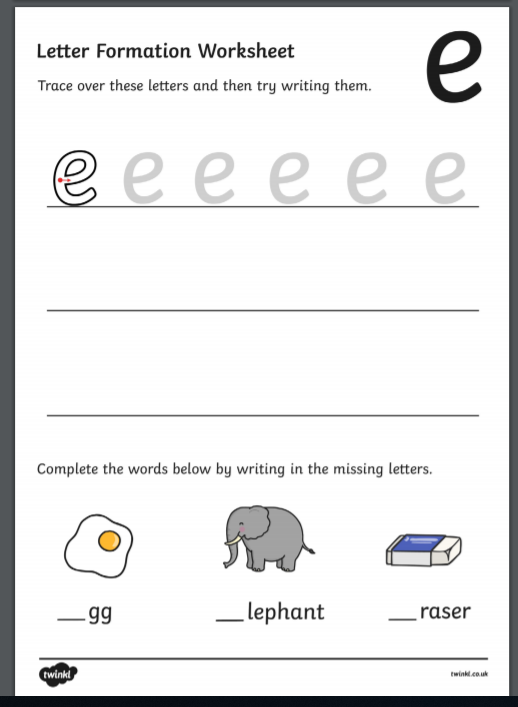 Letter Formation Worksheet
e
Trace over these letters and then try writing them.
e e e e e e
Complete the words below by writing in the missing letters.
__gg __lephant __raser
twinkl twinkl.co.uk